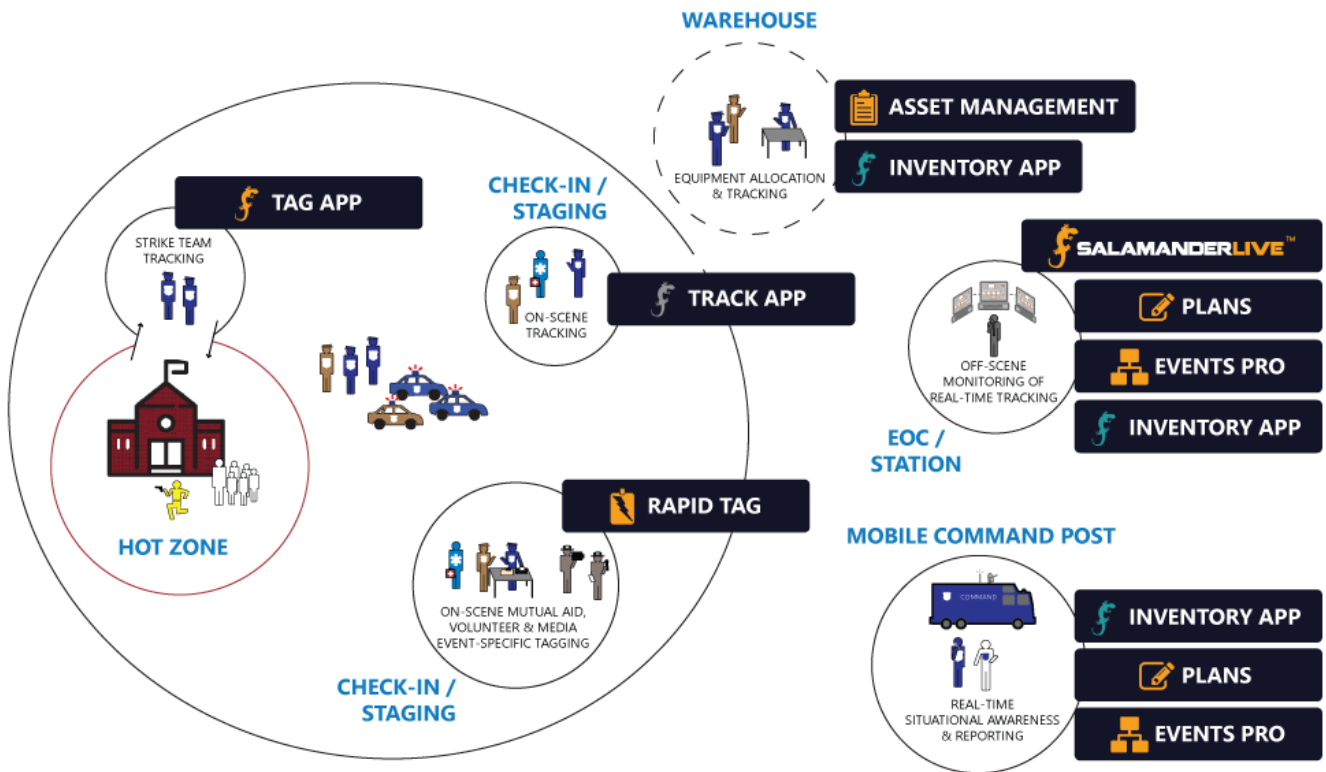 WAREHOUSE
ASSET MANAGEMENT
INVENTORY APP
EQUIPMENT ALLOCATION
& TRACKING
TAG APP
STRIKE TEAM
TRACKING
CHECK-IN /
STAGING
TRACK APP
ON-SCENE
TRACKING
SALAMANDERLIVE™
PLANS
EVENTS PRO
INVENTORY APP
OFF-SCENE
MONITORING OF
REAL-TIME TRACKING
EOC /
STATION
HOT ZONE
RAPID TAG
ON-SCENE MUTUAL AID,
VOLUNTEER & MEDIA
EVENT-SPECIFIC TAGGING
CHECK-IN /
STAGING
MOBILE COMMAND POST
COMMAND
INVENTORY APP
PLANS
EVENTS PRO
REAL-TIME
SITUATIONAL AWARENESS
& REPORTING